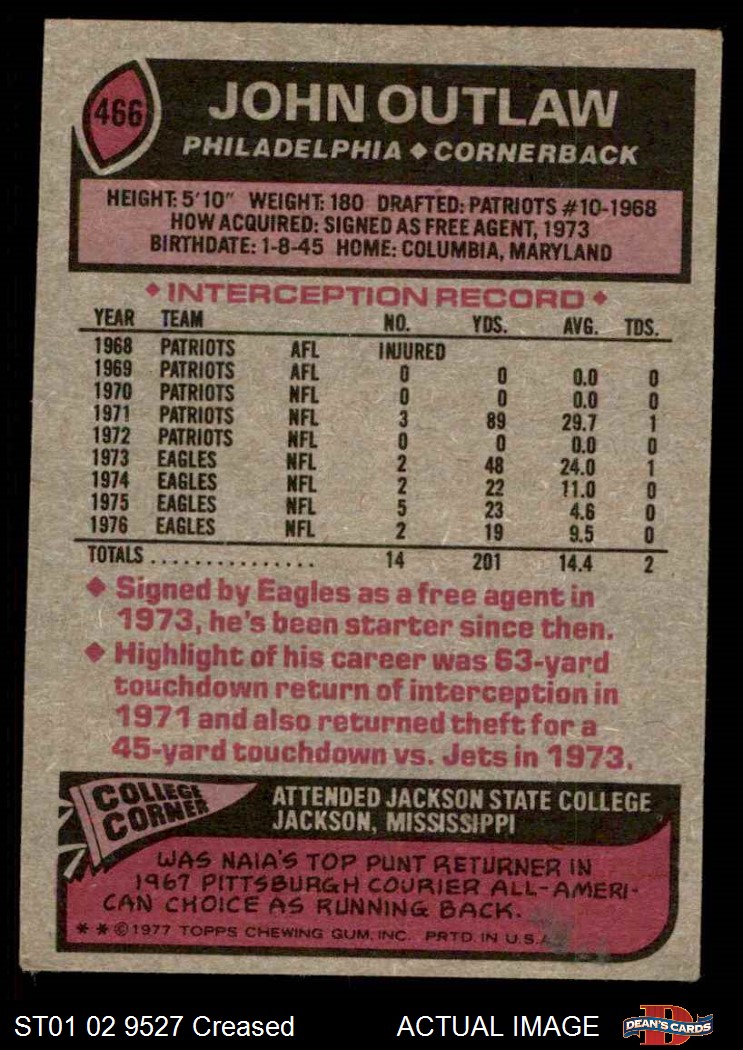 466
JOHN OUTLAW
PHILADELPHIA ◆ CORNERBACK
HEIGHT: 5'10" WEIGHT: 180 DRAFTED: PATRIOTS #10-1968
HOW ACQUIRED: SIGNED AS FREE AGENT, 1973
BIRTHDATE: 1-8-45 HOME: COLUMBIA, MARYLAND
◆ INTERCEPTION RECORD ◆
YEAR TEAM NO. YDS. AVG. TDS.
1968 PATRIOTS AFL INJURED
1969 PATRIOTS AFL 0 0 0.0 0
1970 PATRIOTS NFL 0 0 0.0 0
1971 PATRIOTS NFL 3 89 29.7 1
1972 PATRIOTS NFL 0 0 0.0 0
1973 EAGLES NFL 2 48 24.0 1
1974 EAGLES NFL 2 22 11.0 0
1975 EAGLES NFL 5 23 4.6 0
1976 EAGLES NFL 2 19 9.5 0
TOTALS ............... 14 201 14.4 2
◆ Signed by Eagles as a free agent in
1973, he's been starter since then.
◆ Highlight of his career was 63-yard
touchdown return of interception in
1971 and also returned theft for a
45-yard touchdown vs. Jets in 1973.
COLLEGE
CORNER
ATTENDED JACKSON STATE COLLEGE
JACKSON, MISSISSIPPI
WAS NAIA'S TOP PUNT RETURNER IN
1967 PITTSBURGH COURIER ALL-AMERI-
CAN CHOICE AS RUNNING BACK.
* * © 1977 TOPPS CHEWING GUM, INC. PRTD. IN U.S.A.
ST01 02 9527 Creased ACTUAL IMAGE
D
DEAN'S CARDS